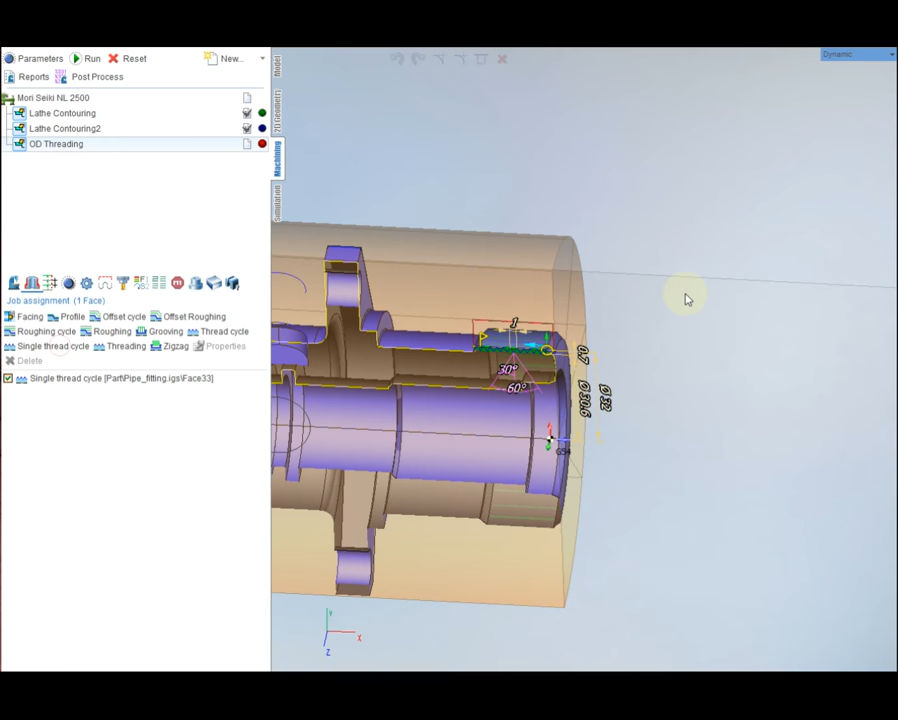 Parameters Run Reset New...
Reports Post Process
Mori Seiki NL 2500
Lathe Contouring
Lathe Contouring2
OD Threading
Job assignment (1 Face)
Facing Profile Offset cycle Offset Roughing
Roughing cycle Roughing Grooving Thread cycle
Single thread cycle Threading Zigzag Properties
Delete
Single thread cycle [Part\Pipe_fitting.igs\Face33]
Model
2D Geometry
Machining
Simulation
Dynamic
1
0.7
30°
60°
Ø30.6
Ø32
G54
Y
X
Z